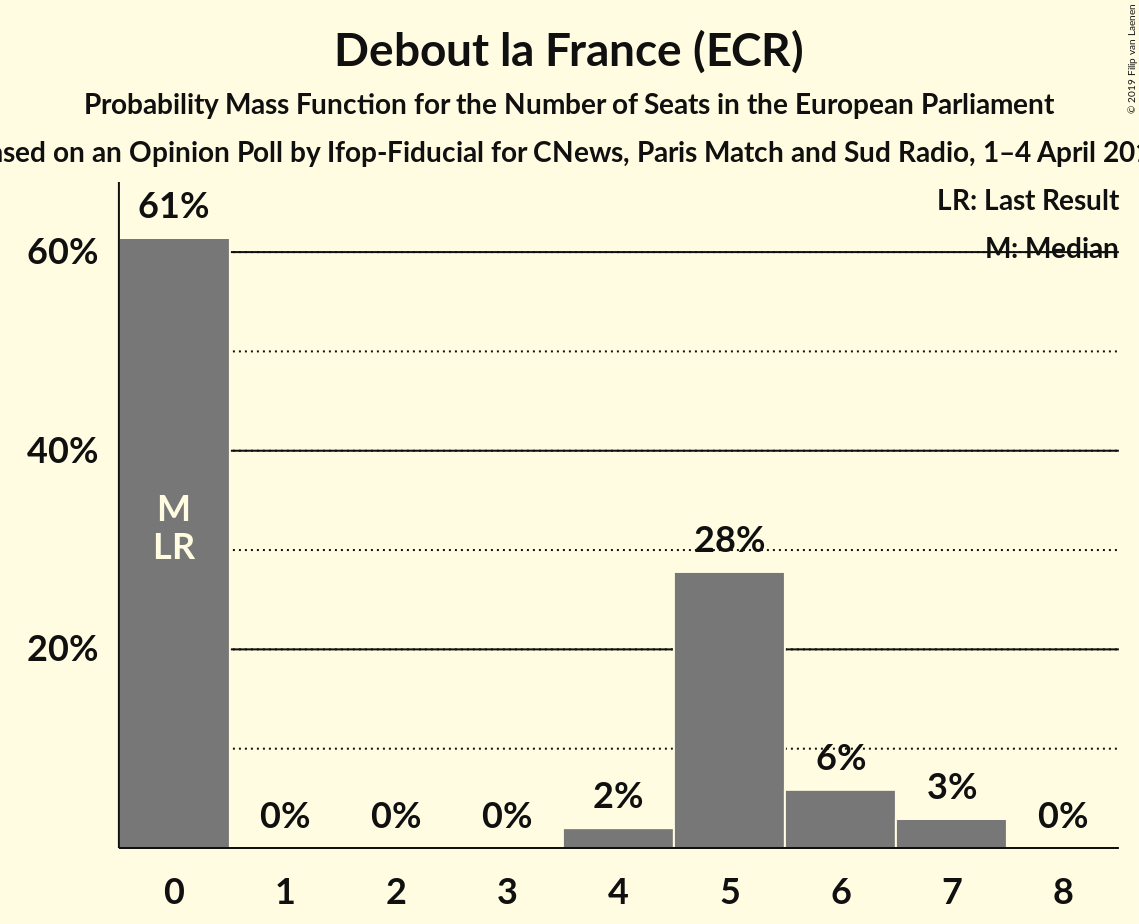 Debout la France (ECR)
Probability Mass Function for the Number of Seats in the European Parliament
on an Opinion Poll by Ifop-Fiducial for CNews, Paris Match and Sud Radio, 1–4 April
© 2019 Filip van Laenen
LR: Last Result
M: Median
61%
60%
40%
M
LR
28%
20%
6%
3%
2%
0% 0% 0% 0%
0 1 2 3 4 5 6 7 8